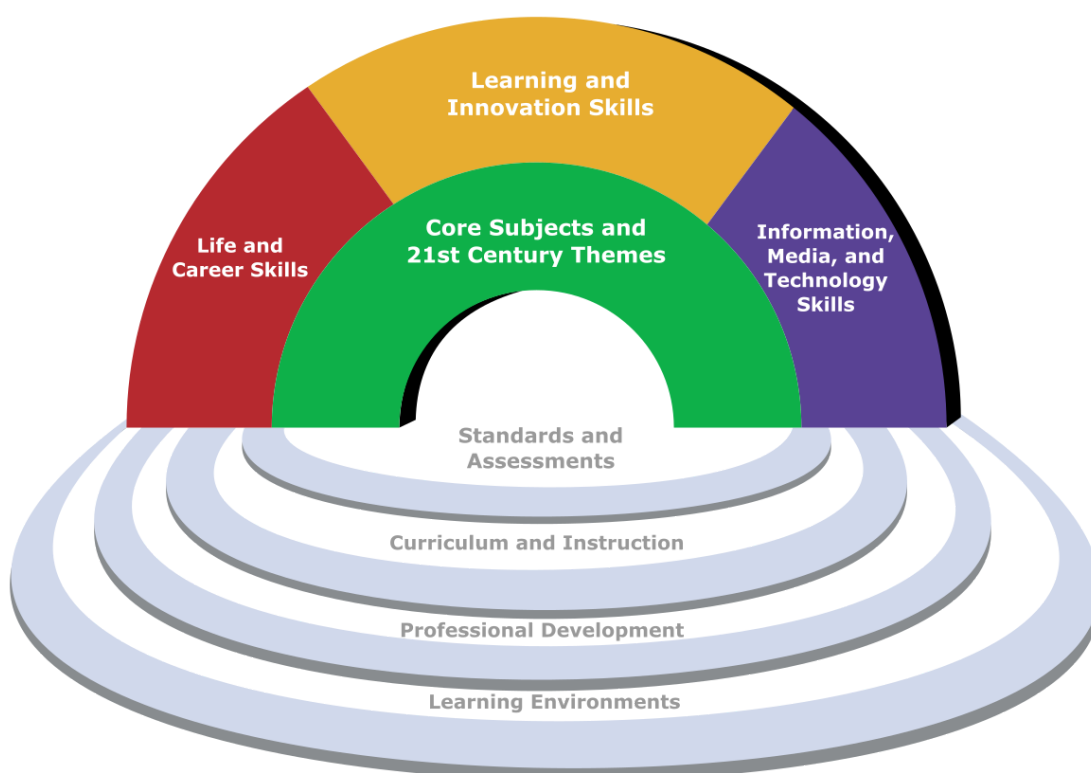 Learning and
Innovation Skills
Core Subjects and
21st Century Themes
Life and
Career Skills
Information,
Media, and
Technology
Skills
Standards and
Assessments
Curriculum and Instruction
Professional Development
Learning Environments